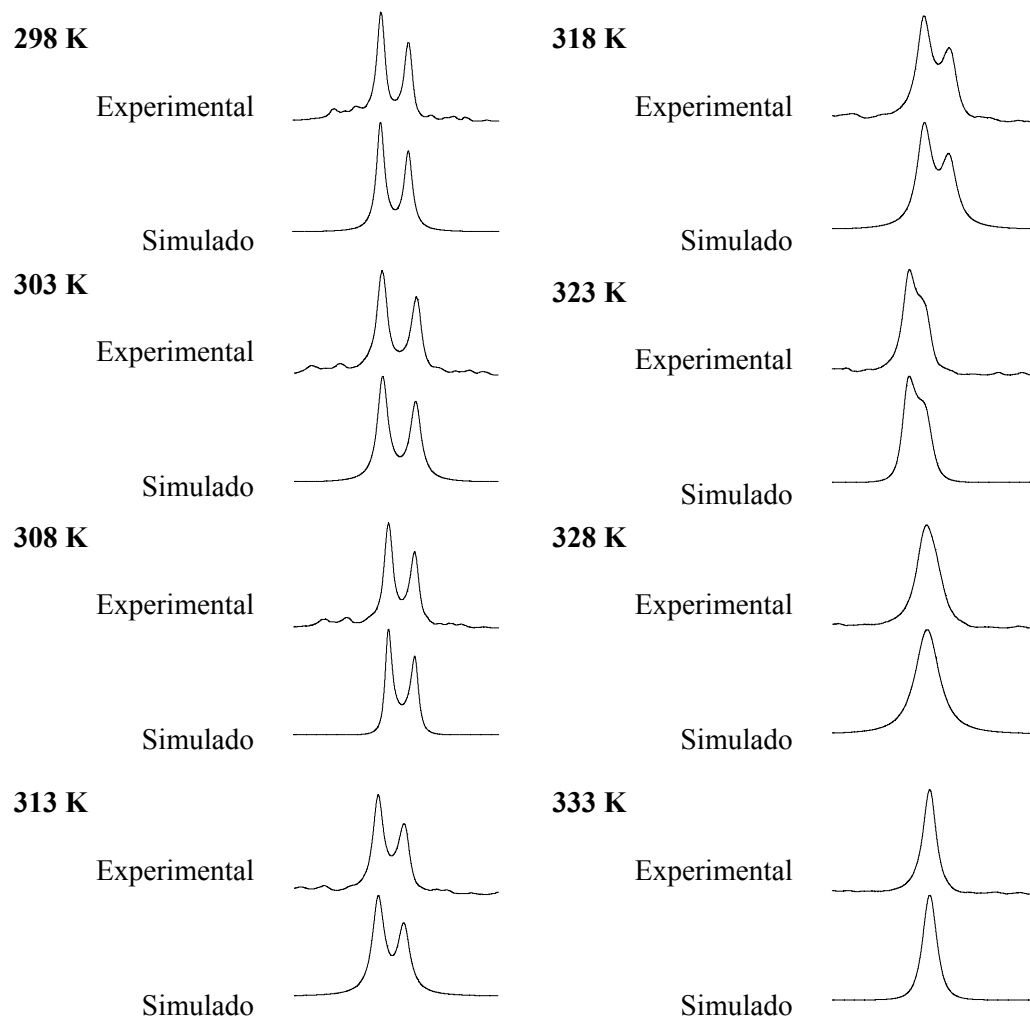 298 K
Experimental
Simulado
303 K
Experimental
Simulado
308 K
Experimental
Simulado
313 K
Experimental
Simulado
318 K
Experimental
Simulado
323 K
Experimental
Simulado
328 K
Experimental
Simulado
333 K
Experimental
Simulado